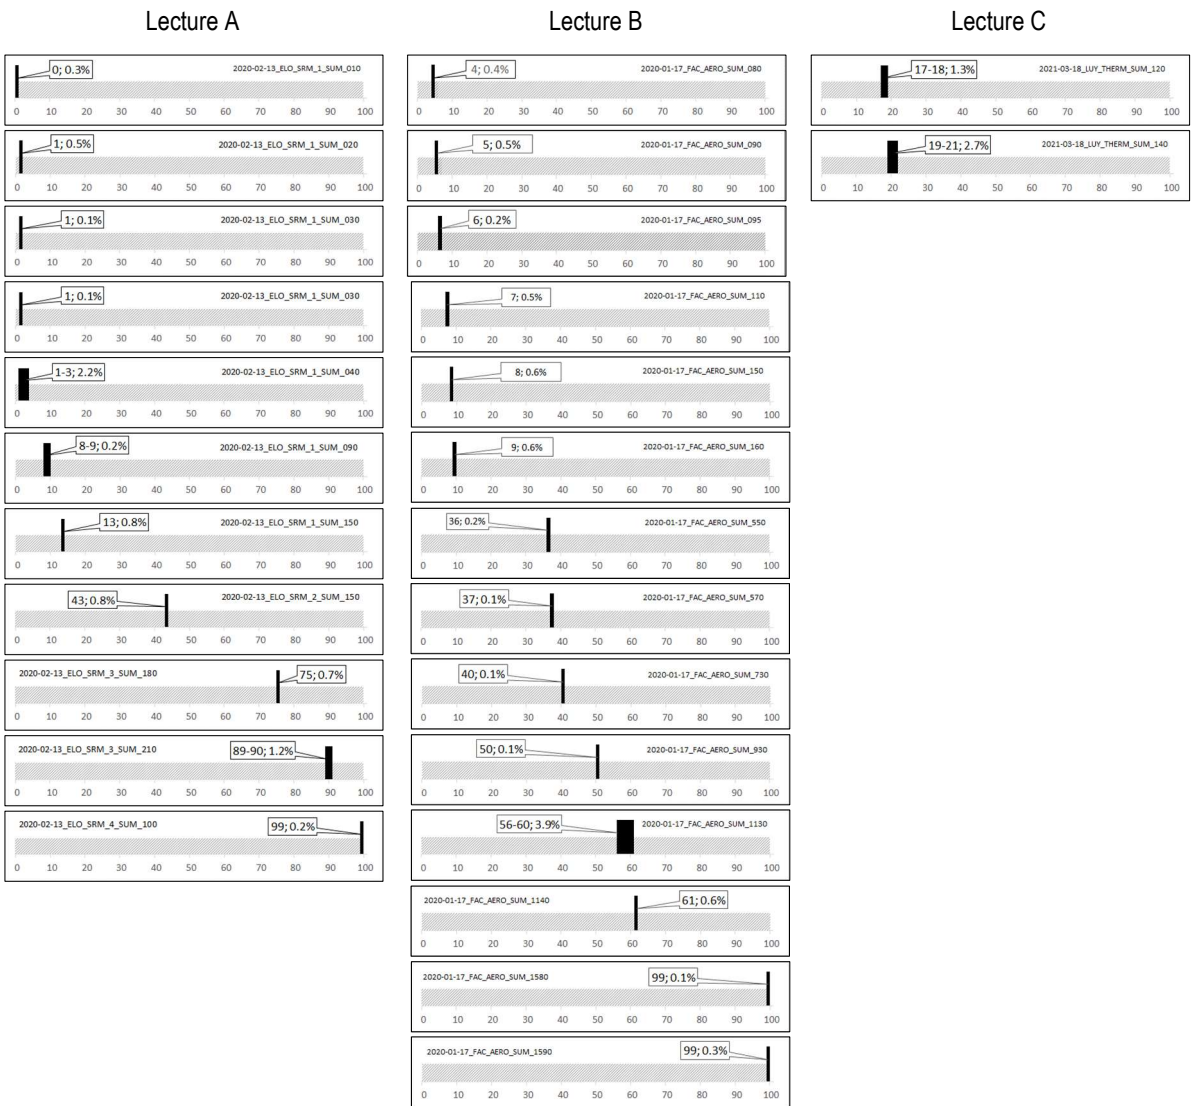 Lecture A
0; 0.3%
2020-02-13_ELO_SRM_1_SUM_010
0 10 20 30 40 50 60 70 80 90 100
1; 0.5%
2020-02-13_ELO_SRM_1_SUM_020
0 10 20 30 40 50 60 70 80 90 100
1; 0.1%
2020-02-13_ELO_SRM_1_SUM_030
0 10 20 30 40 50 60 70 80 90 100
1; 0.1%
2020-02-13_ELO_SRM_1_SUM_030
0 10 20 30 40 50 60 70 80 90 100
1-3; 2.2%
2020-02-13_ELO_SRM_1_SUM_040
0 10 20 30 40 50 60 70 80 90 100
8-9; 0.2%
2020-02-13_ELO_SRM_1_SUM_090
0 10 20 30 40 50 60 70 80 90 100
13; 0.8%
2020-02-13_ELO_SRM_1_SUM_150
0 10 20 30 40 50 60 70 80 90 100
43; 0.8%
2020-02-13_ELO_SRM_2_SUM_150
0 10 20 30 40 50 60 70 80 90 100
2020-02-13_ELO_SRM_3_SUM_180
75; 0.7%
0 10 20 30 40 50 60 70 80 90 100
2020-02-13_ELO_SRM_3_SUM_210
89-90; 1.2%
0 10 20 30 40 50 60 70 80 90 100
2020-02-13_ELO_SRM_4_SUM_100
99; 0.2%
0 10 20 30 40 50 60 70 80 90 100
Lecture B
4; 0.4%
2020-01-17_FAC_AERO_SUM_080
0 10 20 30 40 50 60 70 80 90 100
5; 0.5%
2020-01-17_FAC_AERO_SUM_090
0 10 20 30 40 50 60 70 80 90 100
6; 0.2%
2020-01-17_FAC_AERO_SUM_095
0 10 20 30 40 50 60 70 80 90 100
7; 0.5%
2020-01-17_FAC_AERO_SUM_110
0 10 20 30 40 50 60 70 80 90 100
8; 0.6%
2020-01-17_FAC_AERO_SUM_150
0 10 20 30 40 50 60 70 80 90 100
9; 0.6%
2020-01-17_FAC_AERO_SUM_160
0 10 20 30 40 50 60 70 80 90 100
36; 0.2%
2020-01-17_FAC_AERO_SUM_550
0 10 20 30 40 50 60 70 80 90 100
37; 0.1%
2020-01-17_FAC_AERO_SUM_570
0 10 20 30 40 50 60 70 80 90 100
40; 0.1%
2020-01-17_FAC_AERO_SUM_730
0 10 20 30 40 50 60 70 80 90 100
50; 0.1%
2020-01-17_FAC_AERO_SUM_930
0 10 20 30 40 50 60 70 80 90 100
56-60; 3.9%
2020-01-17_FAC_AERO_SUM_1130
0 10 20 30 40 50 60 70 80 90 100
2020-01-17_FAC_AERO_SUM_1140
61; 0.6%
0 10 20 30 40 50 60 70 80 90 100
2020-01-17_FAC_AERO_SUM_1580
99; 0.1%
0 10 20 30 40 50 60 70 80 90 100
2020-01-17_FAC_AERO_SUM_1590
99; 0.3%
0 10 20 30 40 50 60 70 80 90 100
Lecture C
17-18; 1.3%
2021-03-18_LUY_THERM_SUM_120
0 10 20 30 40 50 60 70 80 90 100
19-21; 2.7%
2021-03-18_LUY_THERM_SUM_140
0 10 20 30 40 50 60 70 80 90 100